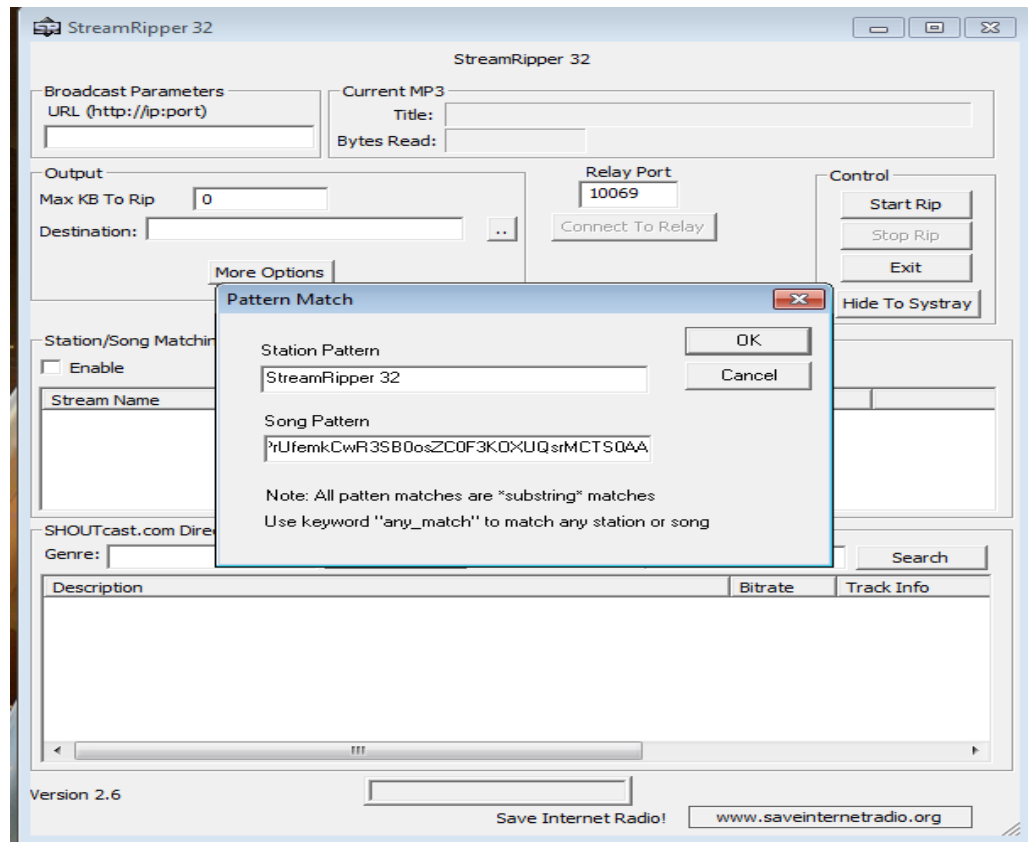 StreamRipper 32
StreamRipper 32
Broadcast Parameters
URL (http://ip:port)
Current MP3
Title:
Bytes Read:
Output
Max KB To Rip 0
Destination: ..
More Options
Relay Port
10069
Connect To Relay
Control
Start Rip
Stop Rip
Exit
Hide To Systray
Pattern Match
Station Pattern
StreamRipper 32
OK
Cancel
Song Pattern
Note: All patten matches are *substring* matches
Use keyword "any_match" to match any station or song
Station/Song Matchin
Enable
Stream Name
SHOUTcast.com Direc
Genre:
Search
Description Bitrate Track Info
Version 2.6
Save Internet Radio! www.saveinternetradio.org